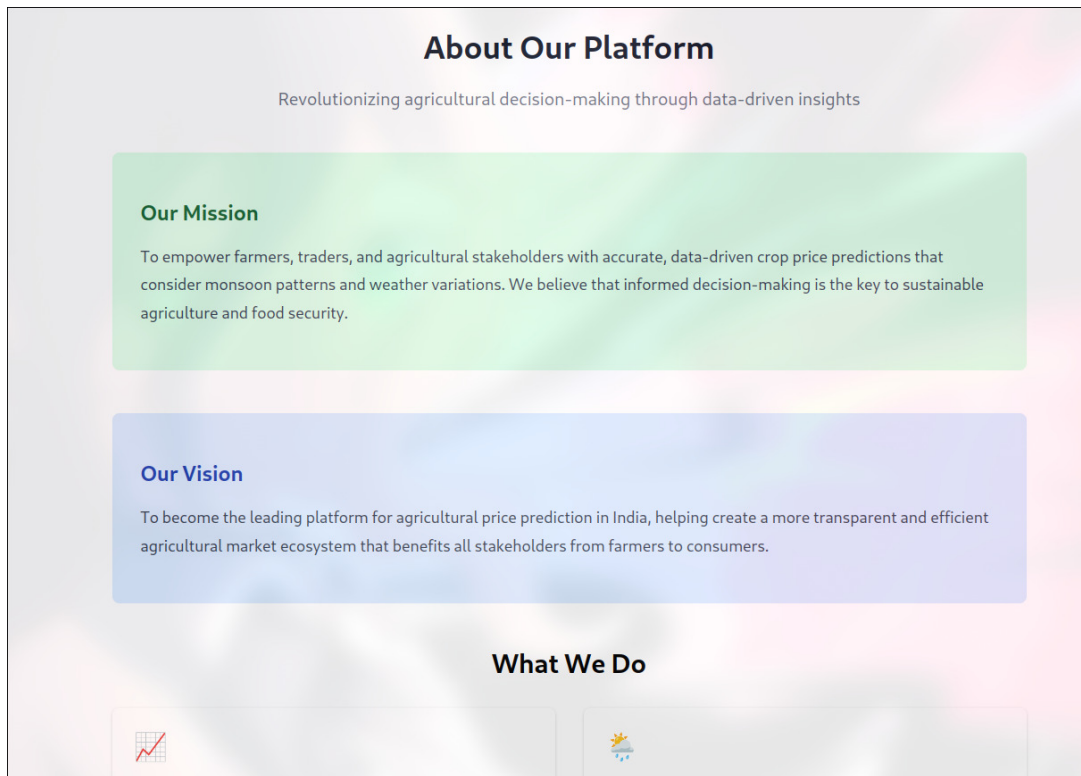 About Our Platform
Revolutionizing agricultural decision-making through data-driven insights
Our Mission
To empower farmers, traders, and agricultural stakeholders with accurate, data-driven crop price predictions that
consider monsoon patterns and weather variations. We believe that informed decision-making is the key to sustainable
agriculture and food security.
Our Vision
To become the leading platform for agricultural price prediction in India, helping create a more transparent and efficient
agricultural market ecosystem that benefits all stakeholders from farmers to consumers.
What We Do